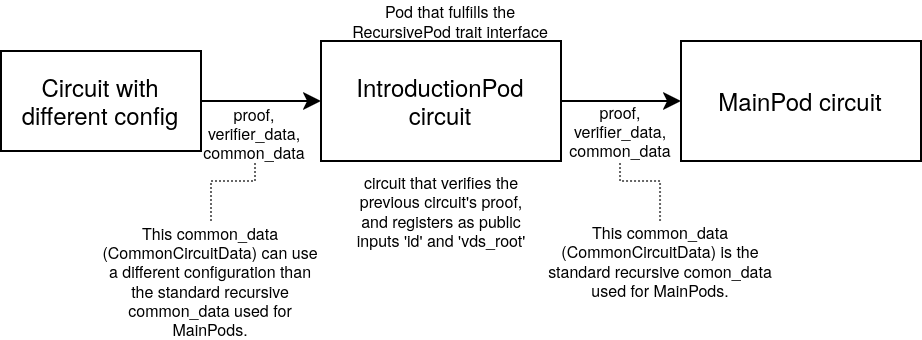 Pod that fulfills the
RecursivePod trait interface
Circuit with
different config
IntroductionPod
circuit
MainPod circuit
proof,
verifier_data,
common_data
proof,
verifier_data,
common_data
circuit that verifies the
previous circuit's proof,
and registers as public
inputs 'id' and 'vds_root'
This common_data
(CommonCircuitData) can use
a different configuration than
the standard recursive
common_data used for
MainPods.
This common_data
(CommonCircuitData) is the
standard recursive comon_data
used for MainPods.